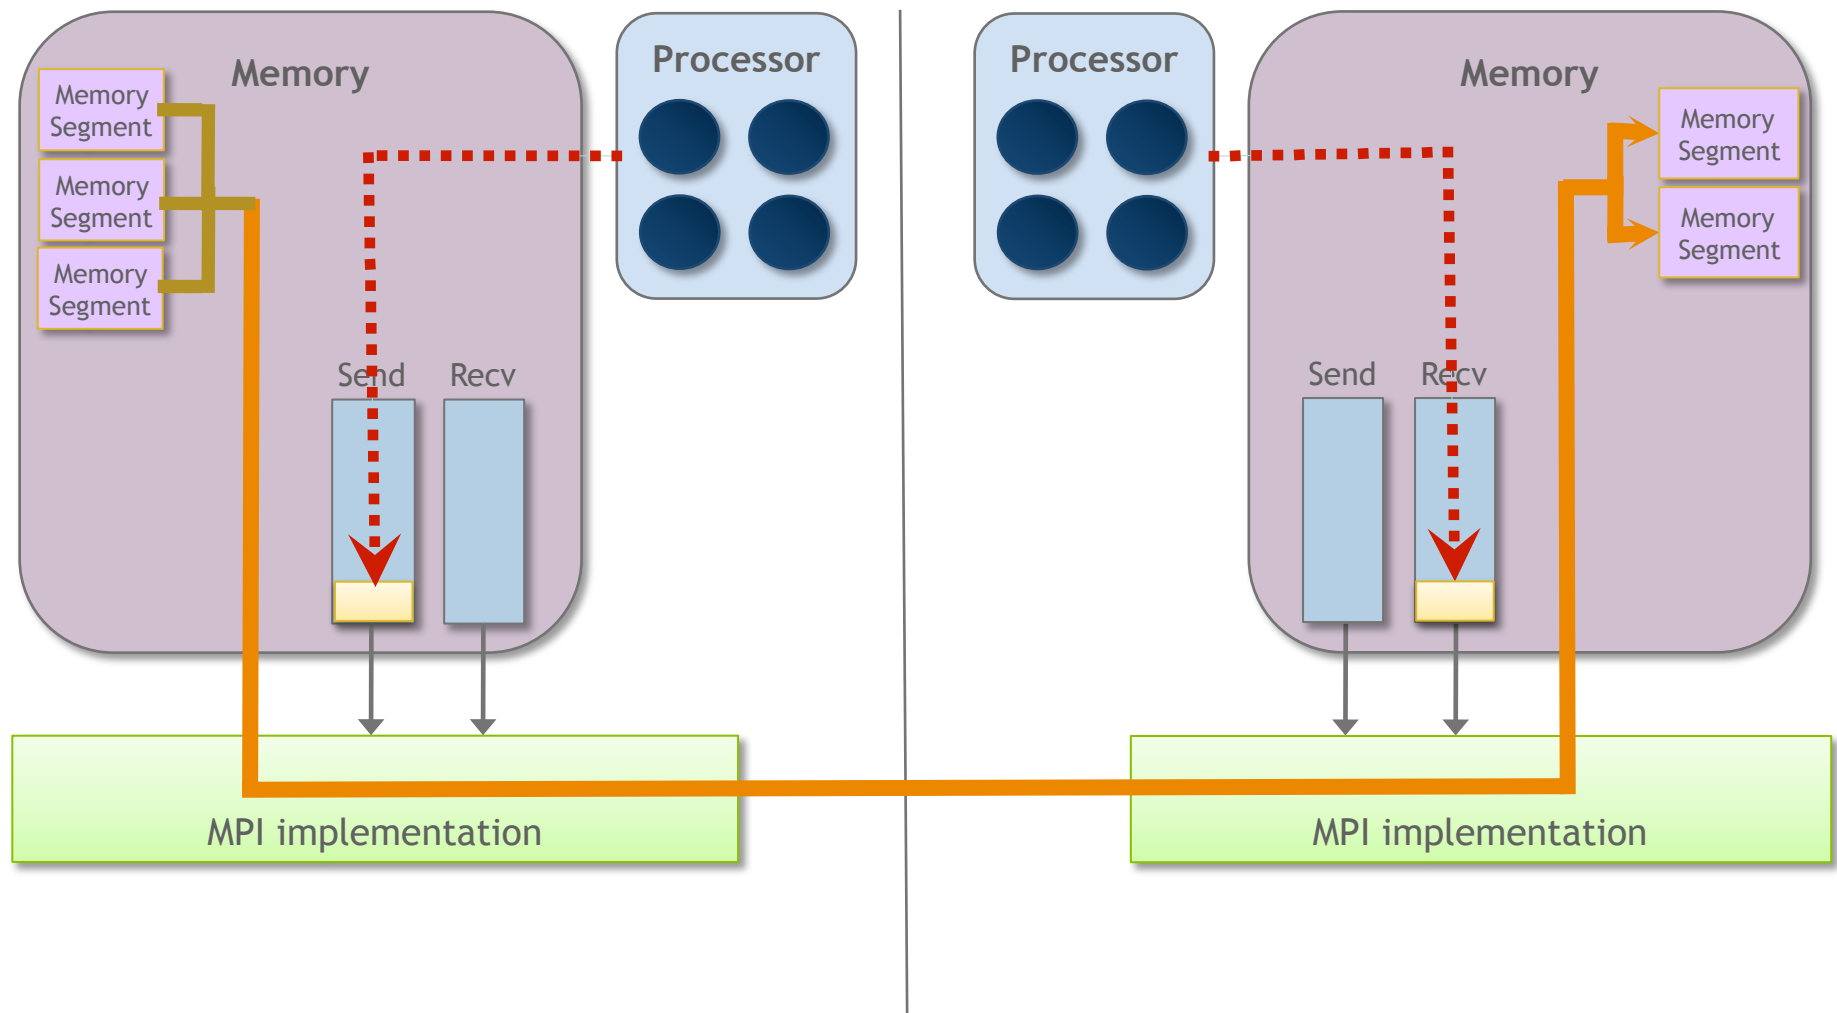 Memory
Processor
Memory
Segment
Memory
Segment
Memory
Segment
Send
Recv
MPI implementation
Processor
Memory
Memory
Segment
Memory
Segment
Send
Recv
MPI implementation